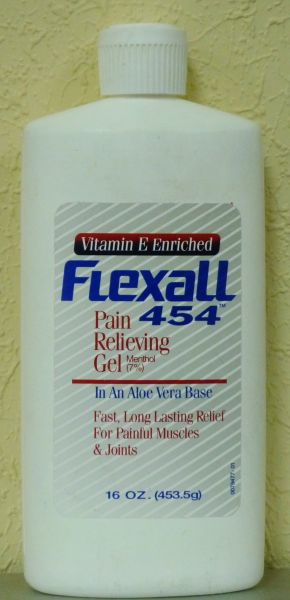 Vitamin E Enriched
Flexall
454™
Pain
Relieving
Gel Menthol (7%)
In An Aloe Vera Base
Fast, Long Lasting Relief
For Painful Muscles
& Joints
16 OZ. (453.5g)